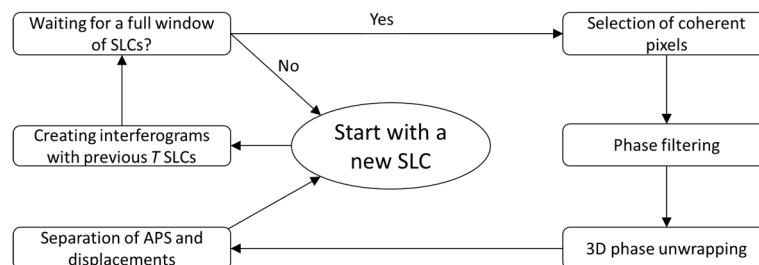 Waiting for a full window
of SLCs?
Yes
Selection of coherent
pixels
No
Creating interferograms
with previous T SLCs
Start with a
new SLC
Phase filtering
Separation of APS and
displacements
3D phase unwrapping